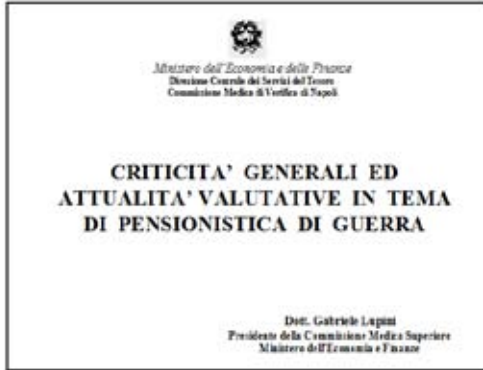 Ministero dell'Economia e delle Finanze
Direzione Centrale dei Servizi del Tesoro
Commissione Medica di Verifica di Napoli
CRITICITA' GENERALI ED
ATTUALITA' VALUTATIVE IN TEMA
DI PENSIONISTICA DI GUERRA
Dott. Gabriele Lupini
Presidente della Commissione Medica Superiore
Ministero dell'Economia e Finanze